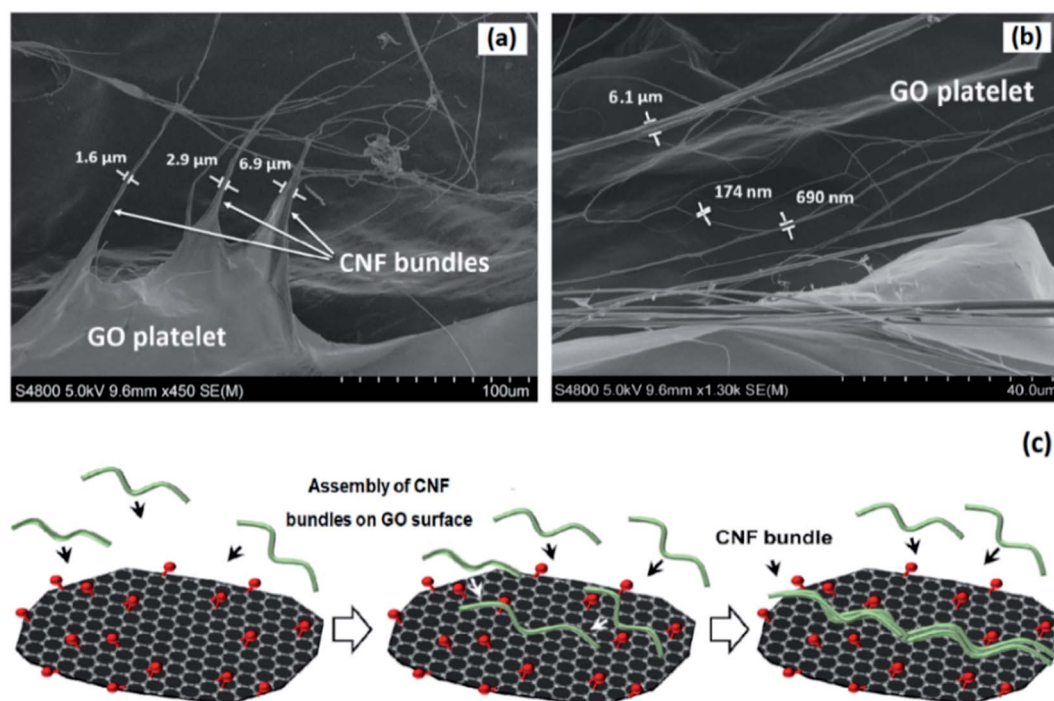 (a)
1.6 µm
2.9 µm
6.9 µm
CNF bundles
GO platelet
S4800 5.0kV 9.6mm x450 SE(M)
100um
(b)
6.1 µm
GO platelet
174 nm
690 nm
S4800 5.0kV 9.6mm x1.30k SE(M)
40.0um
(c)
Assembly of CNF
bundles on GO surface
CNF bundle